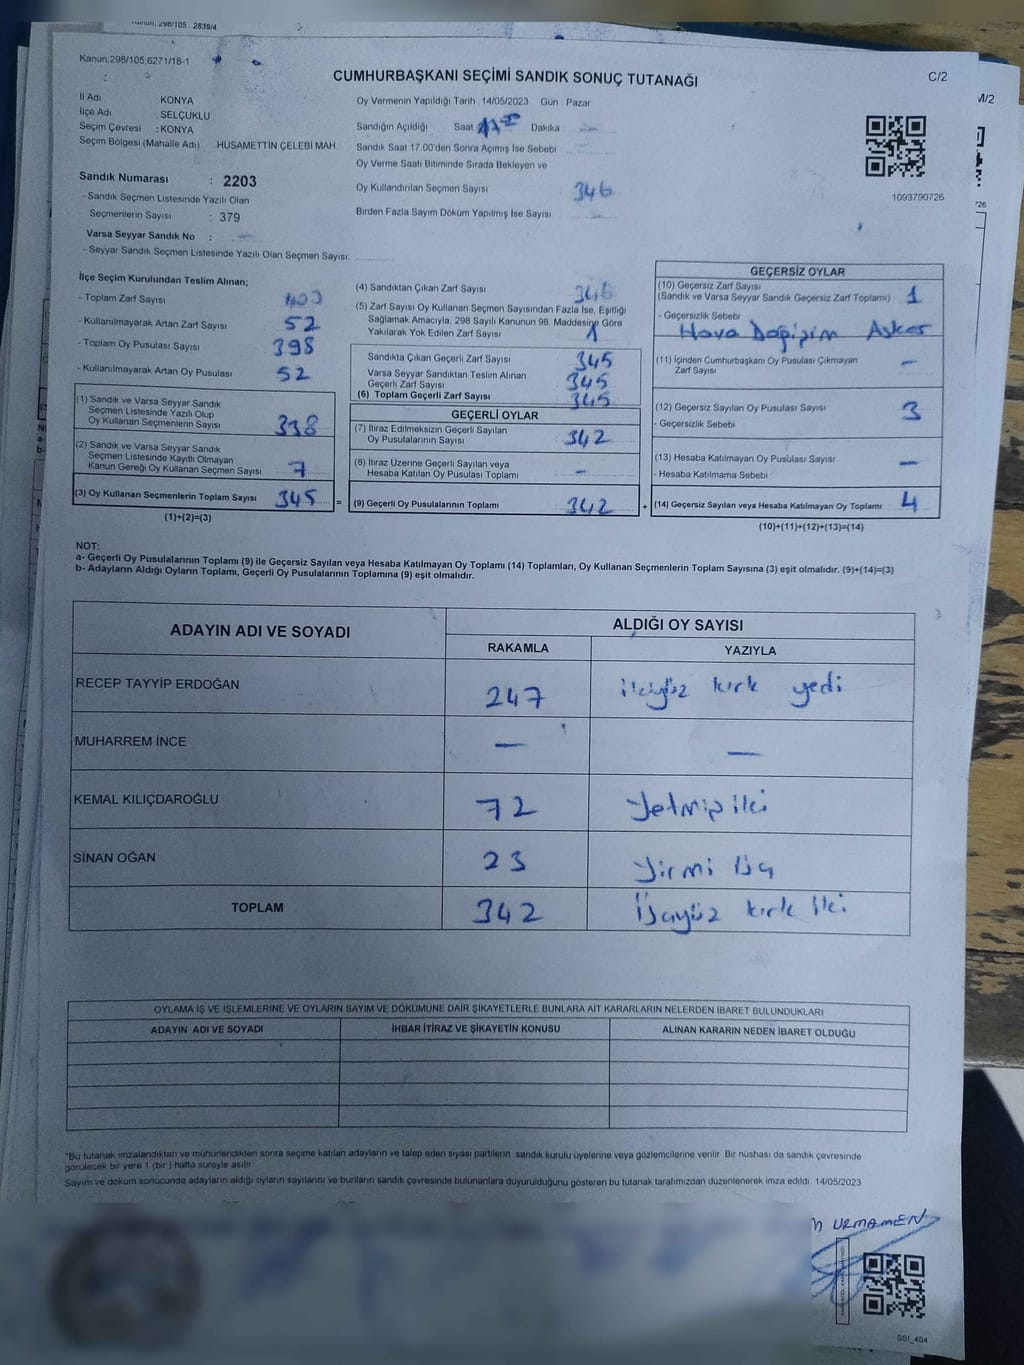 Kanun. 298/105 . 2839/4
Kanun.298/105;6271/18-1
CUMHURBAŞKANI SEÇİMİ SANDIK SONUÇ TUTANAĞI
C/2
M/2
İl Adı : KONYA
İlçe Adı : SELÇUKLU
Seçim Çevresi : KONYA
Seçim Bölgesi (Mahalle Adı) HÜSAMETTİN ÇELEBİ MAH
Sandık Numarası : 2203
- Sandık Seçmen Listesinde Yazılı Olan
Seçmenlerin Sayısı : 379
Varsa Seyyar Sandık No :
- Seyyar Sandık Seçmen Listesinde Yazılı Olan Seçmen Sayısı:
Oy Vermenin Yapıldığı Tarih : 14/05/2023 Gün Pazar
Sandığın Açıldığı Saat Dakika
Sandık Saat 17.00'den Sonra Açımış İse Sebebi
Oy Verme Saati Bitiminde Sırada Bekleyen ve
Oy Kullandırılan Seçmen Sayısı 346
Birden Fazla Sayım Döküm Yapılmış İse Sayısı
1093790726
İlçe Seçim Kurulundan Teslim Alınan;
- Toplam Zarf Sayısı 400
- Kullanılmayarak Artan Zarf Sayısı 52
- Toplam Oy Pusulası Sayısı 398
- Kullanılmayarak Artan Oy Pusulası 52
(1) Sandık ve Varsa Seyyar Sandık
Seçmen Listesinde Yazılı Olup
Oy Kullanan Seçmenlerin Sayısı 338
(2) Sandık ve Varsa Seyyar Sandık
Seçmen Listesinde Kayıtlı Olmayan
Kanun Gereği Oy Kullanan Seçmen Sayısı 7
(3) Oy Kullanan Seçmenlerin Toplam Sayısı 345 =
(1)+(2)=(3)
(4) Sandıktan Çıkan Zarf Sayısı 346
(5) Zarf Sayısı Oy Kullanan Seçmen Sayısından Fazla İse, Eşitliği
Sağlamak Amacıyla, 298 Sayılı Kanunun 98. Maddesine Göre
Yakılarak Yok Edilen Zarf Sayısı 1
Sandıkta Çıkan Geçerli Zarf Sayısı 345
Varsa Seyyar Sandıktan Teslim Alınan
Geçerli Zarf Sayısı 345
(6) Toplam Geçerli Zarf Sayısı 345
GEÇERLİ OYLAR
(7) İtiraz Edilmeksizin Geçerli Sayılan
Oy Pusulalarının Sayısı 342
(8) İtiraz Üzerine Geçerli Sayılan veya
Hesaba Katılan Oy Pusulası Toplamı -
(9) Geçerli Oy Pusulalarının Toplamı 342 +
GEÇERSİZ OYLAR
(10) Geçersiz Zarf Sayısı
(Sandık ve Varsa Seyyar Sandık Geçersiz Zarf Toplamı) 1
- Geçersizlik Sebebi
Hava Değişim Asker
(11) İçinden Cumhurbaşkanı Oy Pusulası Çıkmayan
Zarf Sayısı -
(12) Geçersiz Sayılan Oy Pusulası Sayısı 3
- Geçersizlik Sebebi
(13) Hesaba Katılmayan Oy Pusulası Sayısı -
- Hesaba Katılmama Sebebi
(14) Geçersiz Sayılan veya Hesaba Katılmayan Oy Toplamı 4
(10)+(11)+(12)+(13)=(14)
NOT:
a- Geçerli Oy Pusulalarının Toplamı (9) ile Geçersiz Sayılan veya Hesaba Katılmayan Oy Toplamı (14) Toplamları, Oy Kullanan Seçmenlerin Toplam Sayısına (3) eşit olmalıdır. (9)+(14)=(3)
b- Adayların Aldığı Oyların Toplamı, Geçerli Oy Pusulalarının Toplamına (9) eşit olmalıdır.
ADAYIN ADI VE SOYADI
ALDIĞI OY SAYISI
RAKAMLA YAZIYLA
RECEP TAYYİP ERDOĞAN 247 ikiyüz kırk yedi
MUHARREM İNCE - -
KEMAL KILIÇDAROĞLU 72 Yetmiş iki
SİNAN OĞAN 23 Yirmi üç
TOPLAM 342 Üçyüz kırk iki
OYLAMA İŞ VE İŞLEMLERİNE VE OYLARIN SAYIM VE DÖKÜMÜNE DAİR ŞİKAYETLERLE BUNLARA AİT KARARLARIN NELERDEN İBARET BULUNDUKLARI
ADAYIN ADI VE SOYADI İHBAR İTİRAZ VE ŞİKAYETİN KONUSU ALINAN KARARIN NEDEN İBARET OLDUĞU
*Bu tutanak imzalandıktan ve mühürlendikten sonra seçime katılan adayların ve talep eden siyasi partilerin sandık kurulu üyelerine veya gözlemcilerine verilir. Bir nüshası da sandık çevresinde
görülecek bir yere 1 (bir ) hafta süreyle asılır.
Sayım ve döküm sonucunda adayların aldığı oyların sayılarını ve bunların sandık çevresinde bulunanlara duyurulduğunu gösteren bu tutanak tarafımızdan düzenlenerek imza edildi. 14/05/2023
SSI_404